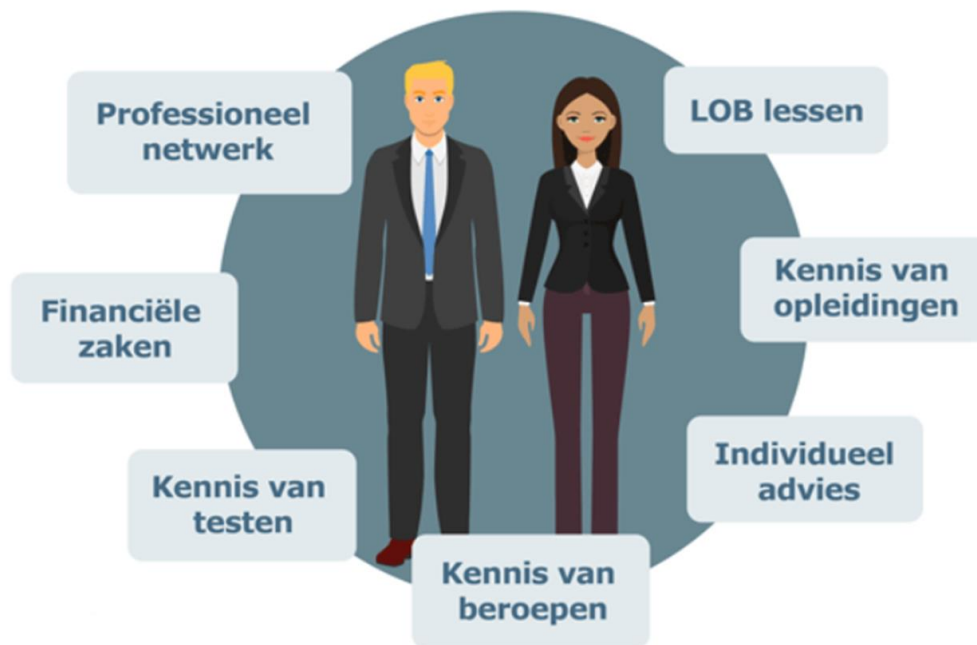 Professioneel
netwerk
LOB lessen
Financiële
zaken
Kennis van
opleidingen
Kennis van
testen
Individueel
advies
Kennis van
beroepen